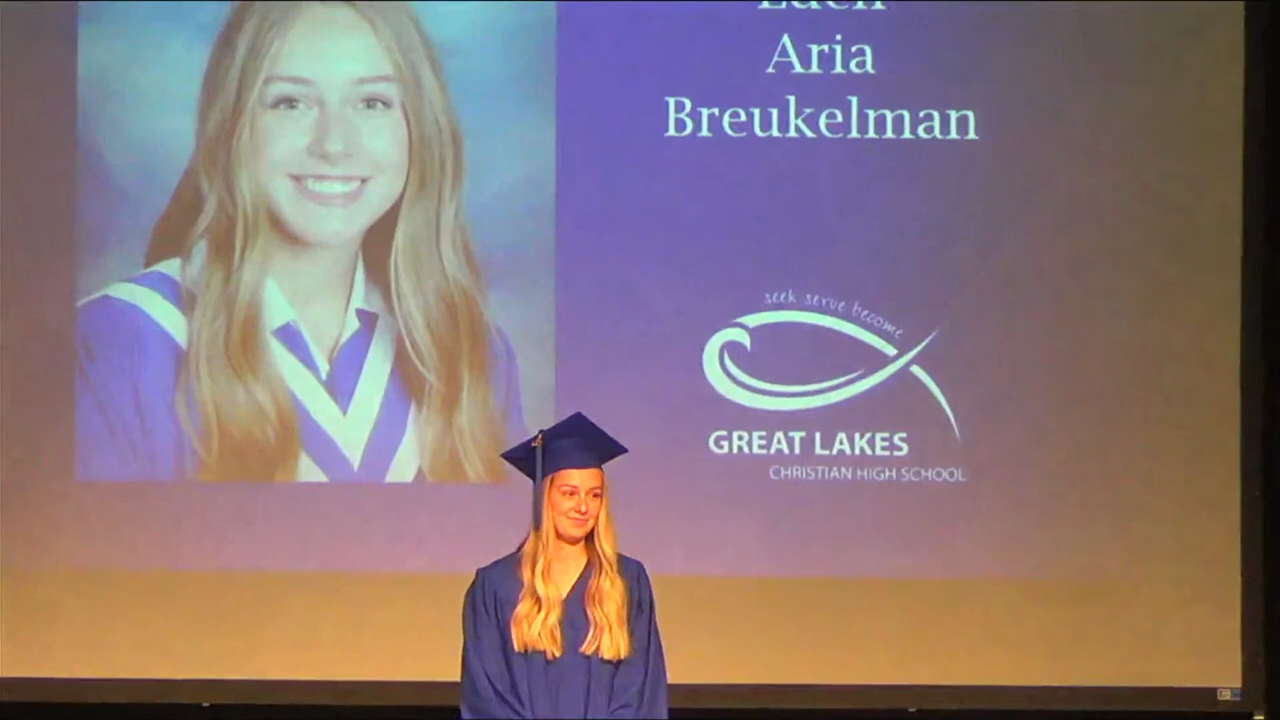 Aria
Breukelman
seek serve become
GREAT LAKES
CHRISTIAN HIGH SCHOOL